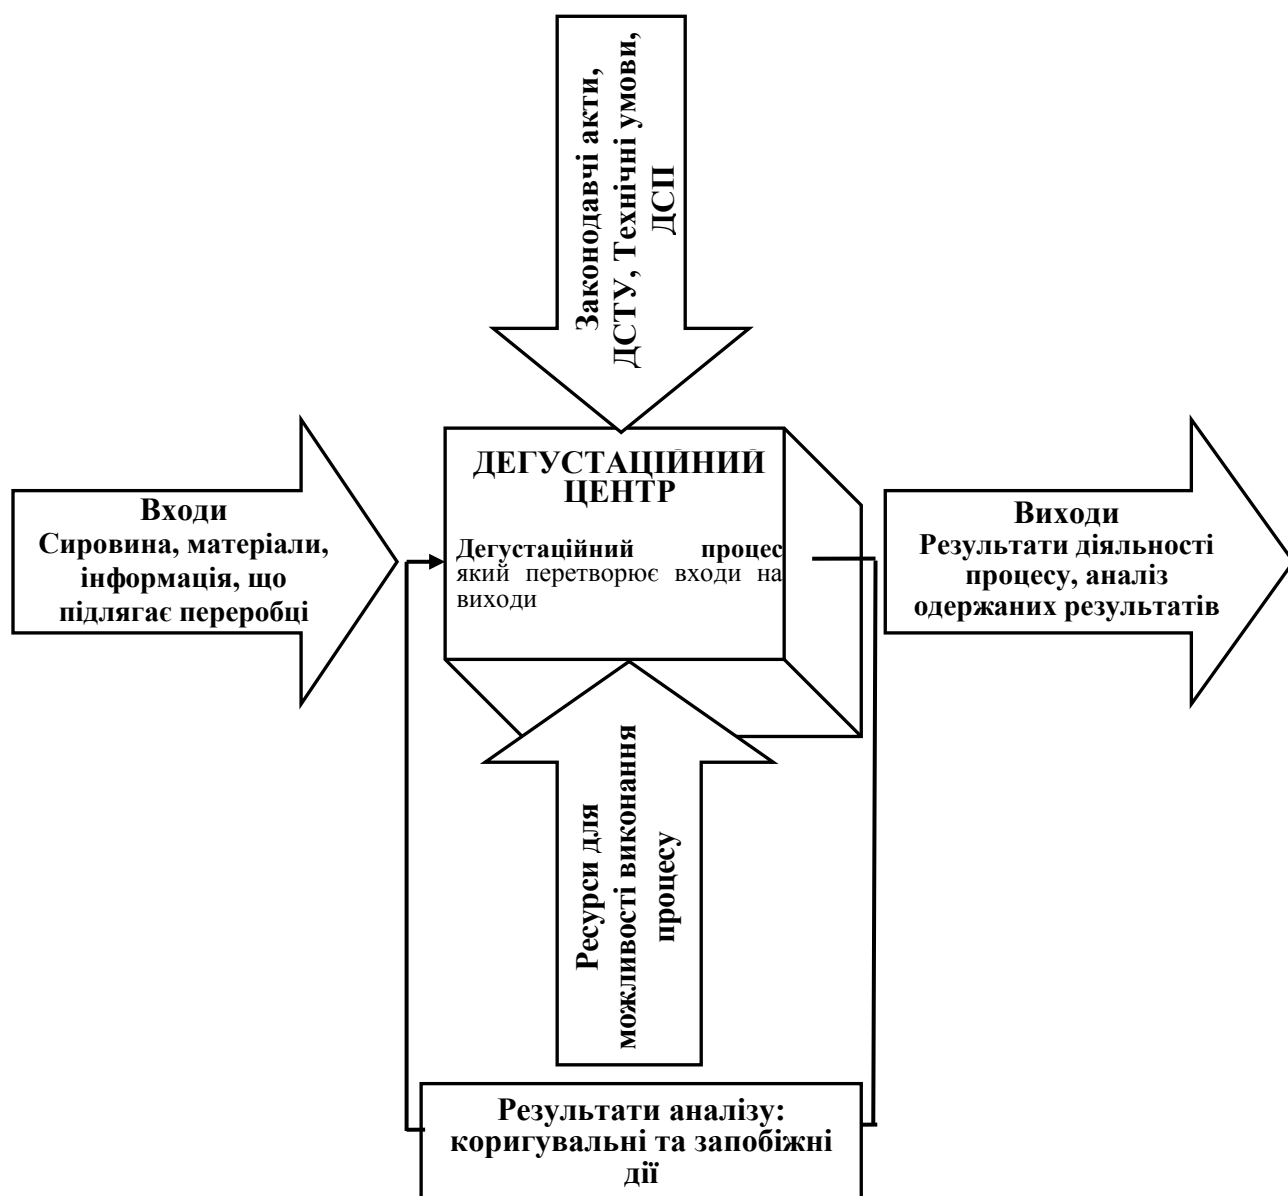 Законодавчі акти,
ДСТУ, Технічні умови,
ДСП
ДЕГУСТАЦІЙНИЙ
ЦЕНТР
Дегустаційний процес
який перетворює входи на
виходи
Входи
Сировина, матеріали,
інформація, що
підлягає переробці
Виходи
Результати діяльності
процесу, аналіз
одержаних результатів
Ресурси для
можливості виконання
процесу
Результати аналізу:
коригувальні та запобіжні
дії